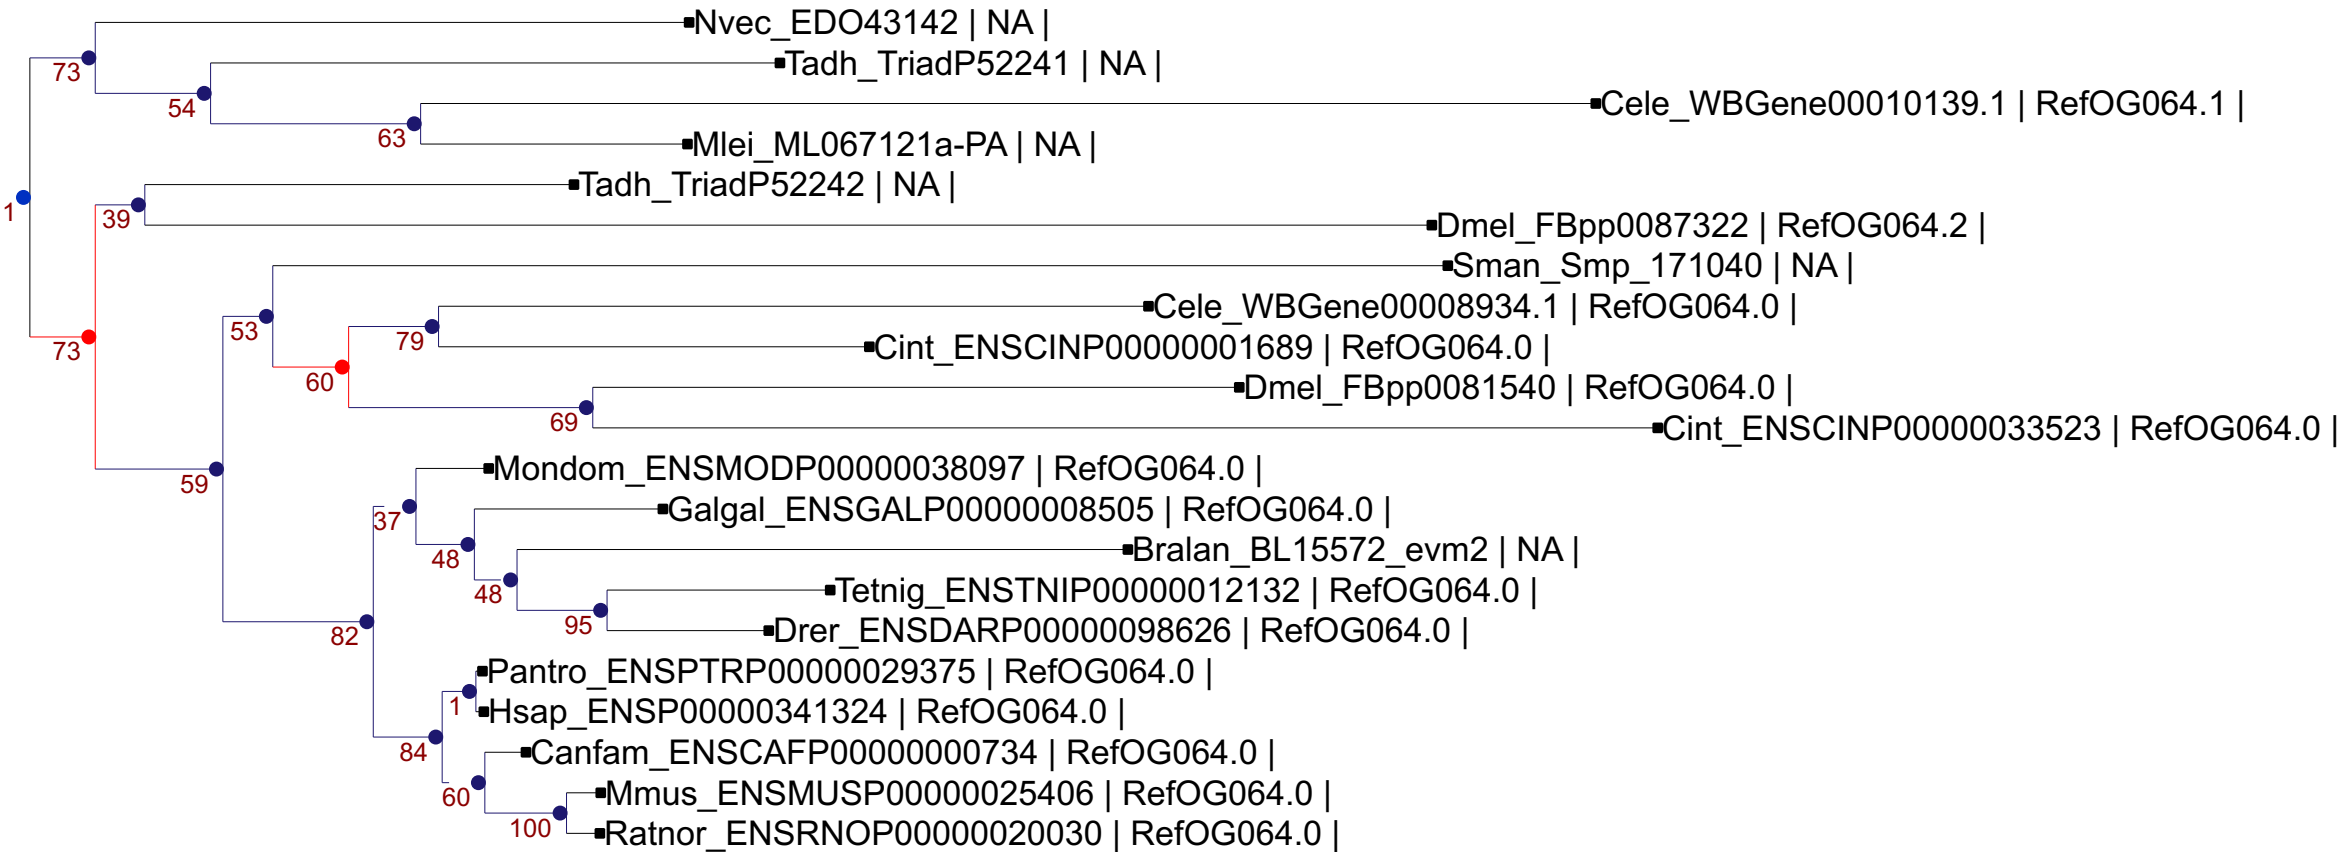 Nvec_EDO43142 | NA |
73
Tadh_TriadP52241 | NA |
54
Cele_WBGene00010139.1 | RefOG064.1 |
63
Mlei_ML067121a-PA | NA |
Tadh_TriadP52242 | NA |
1
39
Dmel_FBpp0087322 | RefOG064.2 |
Sman_Smp_171040 | NA |
53
Cele_WBGene00008934.1 | RefOG064.0 |
79
Cint_ENSCINP00000001689 | RefOG064.0 |
73
60
Dmel_FBpp0081540 | RefOG064.0 |
69
Cint_ENSCINP00000033523 | RefOG064.0 |
Mondom_ENSMODP00000038097 | RefOG064.0 |
59
Galgal_ENSGALP00000008505 | RefOG064.0 |
37
48
Bralan_BL15572_evm2 | NA |
48
Tetnig_ENSTNIP00000012132 | RefOG064.0 |
95
Drer_ENSDARP00000098626 | RefOG064.0 |
82
Pantro_ENSPTRP00000029375 | RefOG064.0 |
1
Hsap_ENSP00000341324 | RefOG064.0 |
84
Canfam_ENSCAFP00000000734 | RefOG064.0 |
60
Mmus_ENSMUSP00000025406 | RefOG064.0 |
100
Ratnor_ENSRNOP00000020030 | RefOG064.0 |